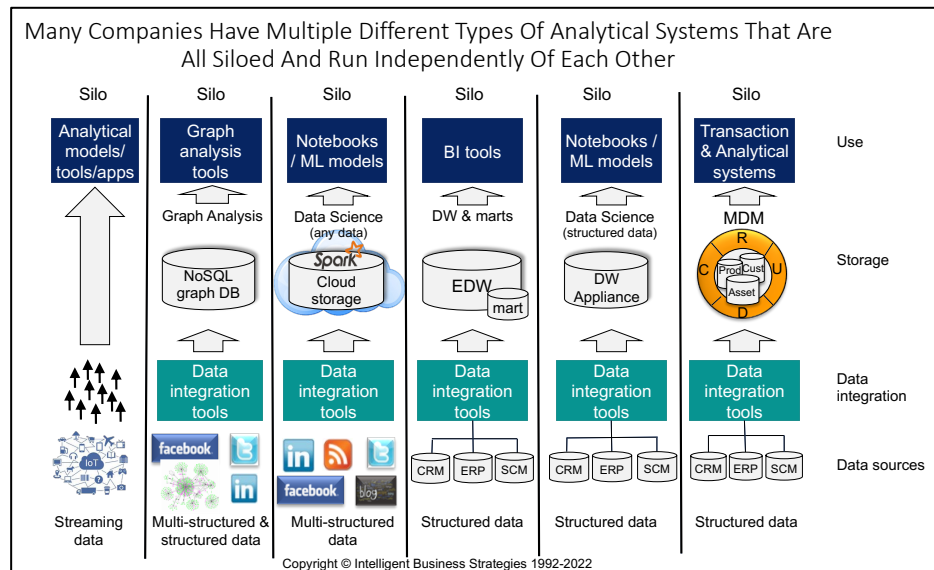 Many Companies Have Multiple Different Types Of Analytical Systems That Are
All Siloed And Run Independently Of Each Other
Silo
Silo
Silo
Silo
Silo
Silo
Analytical
models/
tools/apps
Graph
analysis
tools
Notebooks
/ ML models
BI tools
Notebooks /
ML models
Transaction
& Analytical
systems
Use
Graph Analysis
Data Science
(any data)
DW & marts
Data Science
(structured data)
MDM
NoSQL
graph DB
Spark
Cloud
storage
EDW
mart
DW
Appliance
C
R
U
D
Prod
Cust
Asset
Storage
Data
integration
tools
Data
integration
tools
Data
integration
tools
Data
integration
tools
Data
integration
tools
Data
integration
IoT
facebook
in
in
facebook
blog
CRM
ERP
SCM
CRM
ERP
SCM
CRM
ERP
SCM
Data sources
Streaming
data
Multi-structured &
structured data
Multi-structured
data
Structured data
Structured data
Structured data
Copyright © Intelligent Business Strategies 1992-2022